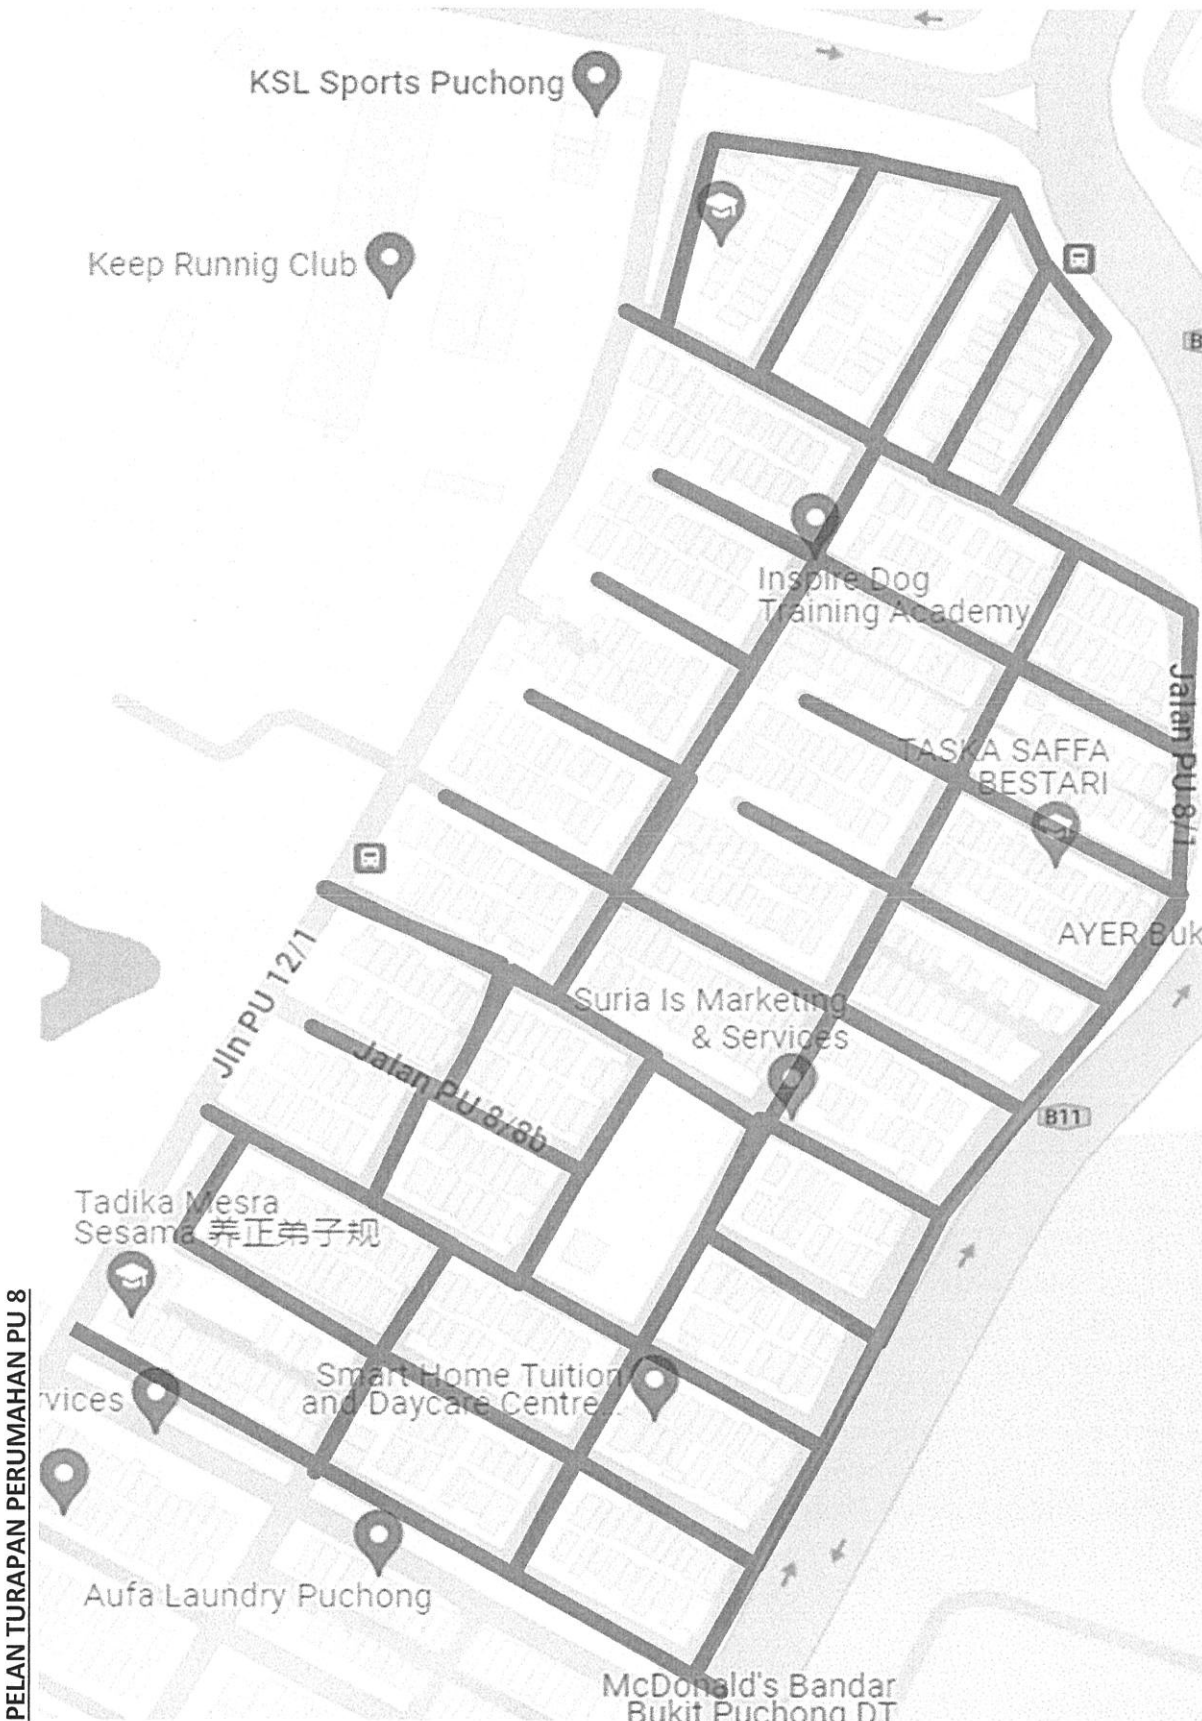 KSL Sports Puchong
Keep Runnig Club
B
Inspire Dog
Training Academy
TASKA SAFFA
BESTARI
Jalan PU 8/1
AYER Buk
Jln PU 12/1
Suria Is Marketing
& Services
Jalan PU 8/8b
B11
Tadika Mesra
Sesama 养正弟子规
Smart Home Tuition
and Daycare Centre...
vices
Aufa Laundry Puchong
McDonald's Bandar
Bukit Puchong DT
PELAN TURAPAN PERUMAHAN PU 8